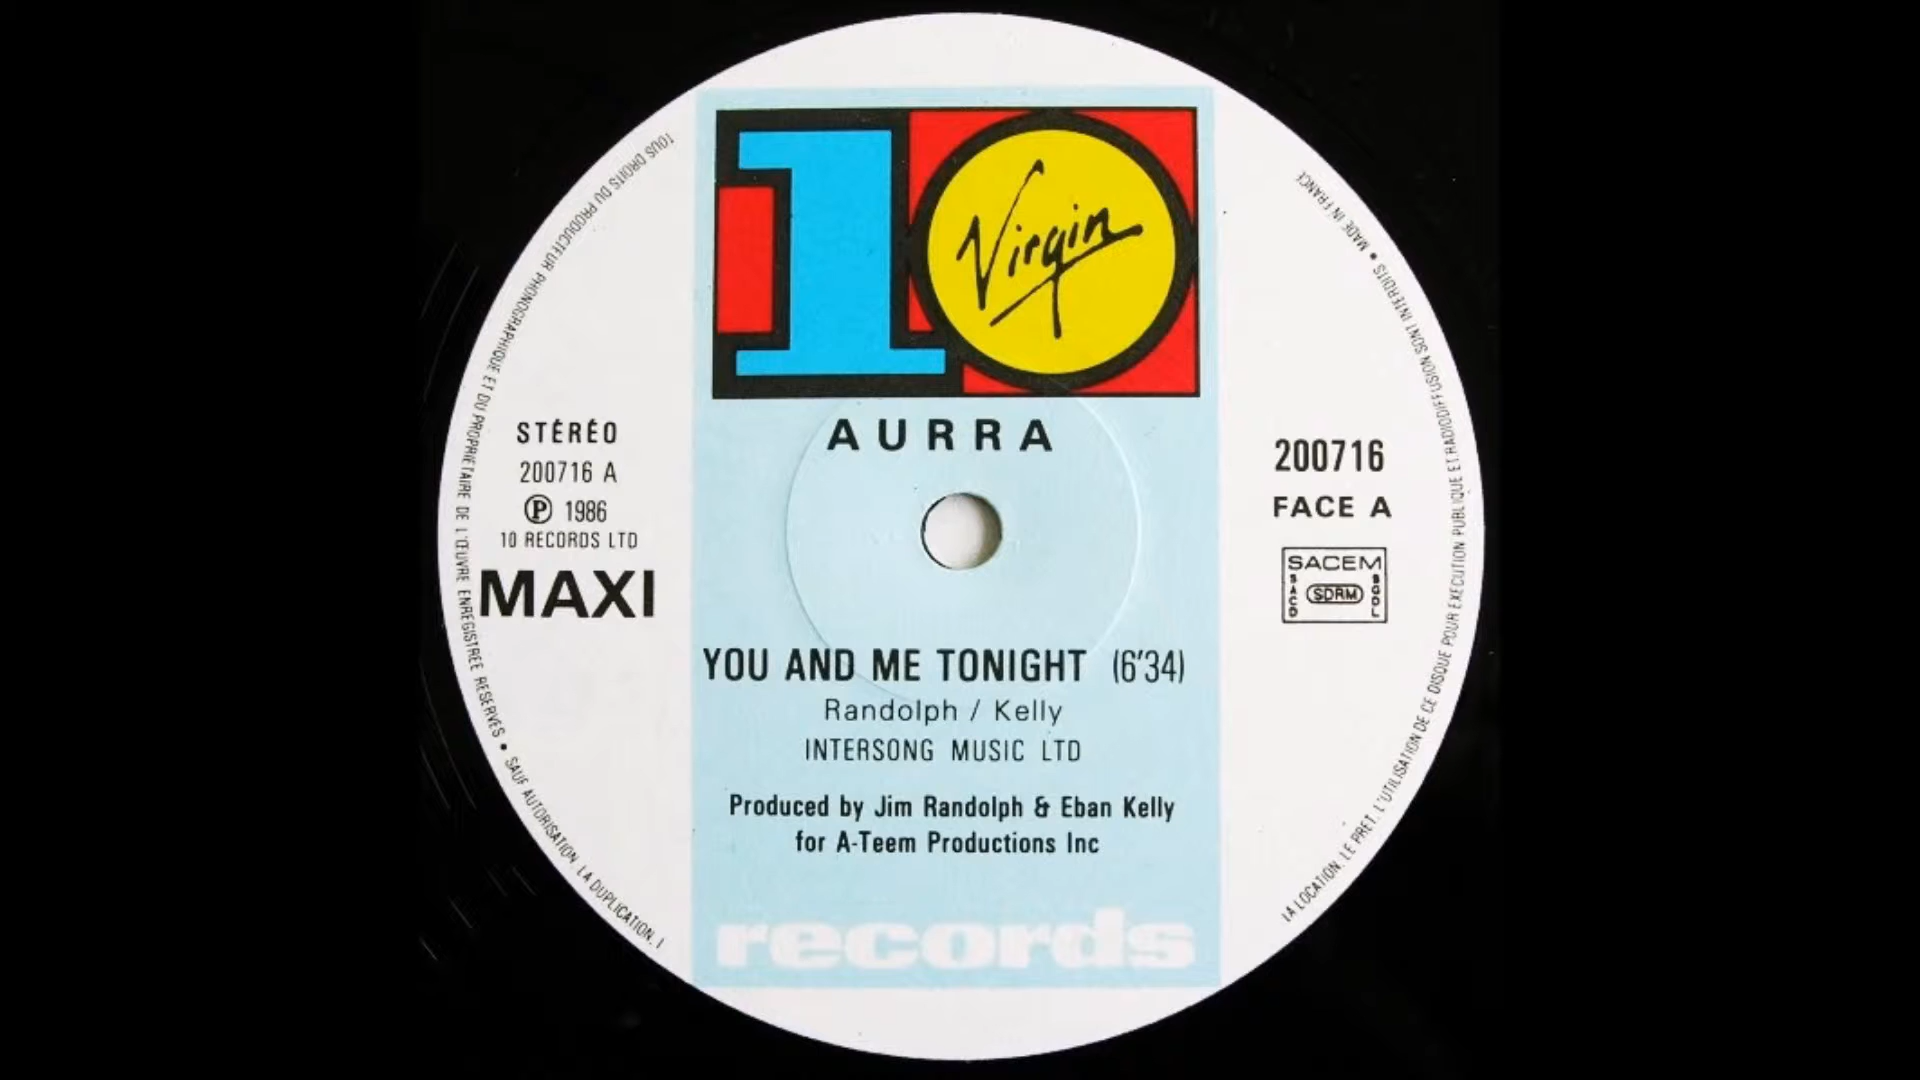 TOUS DROITS DU PRODUCTEUR PHONOGRAPHIQUE ET DU PROPRIETAIRE DE L'ŒUVRE ENREGISTREE RESERVES • SAUF AUTORISATION, LA DUPLICATION, l
LA LOCATION, LE PRET, L'UTILISATION DE CE DISQUE POUR EXECUTION PUBLIQUE ET RADIODIFFUSION SONT INTERDITS • MADE IN FRANCE
10
Virgin
AURRA
STÉRÉO
200716 A
Ⓟ 1986
10 RECORDS LTD
MAXI
200716
FACE A
SACEM
SACD
SDRM
SGDL
YOU AND ME TONIGHT (6'34)
Randolph / Kelly
INTERSONG MUSIC LTD
Produced by Jim Randolph & Eban Kelly
for A-Teem Productions Inc
records